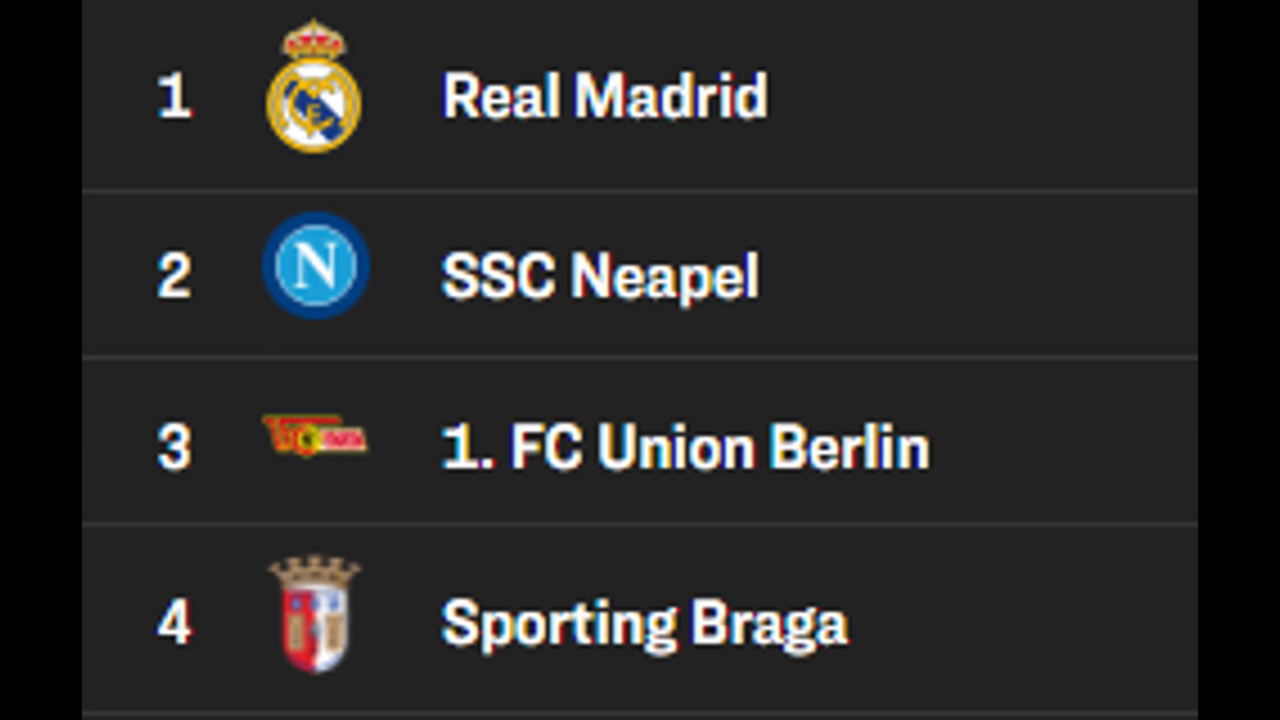 1 Real Madrid
2 N SSC Neapel
3 1. FC Union Berlin
4 Sporting Braga